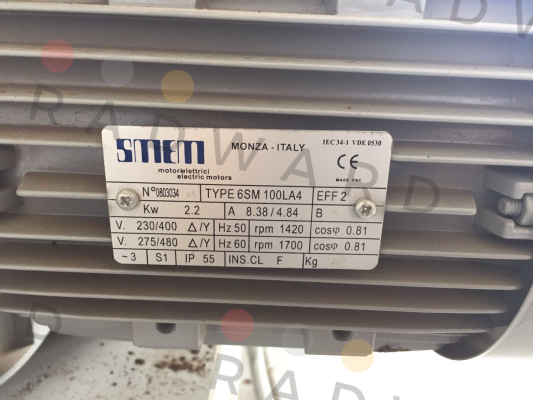 SMEM
MONZA - ITALY
IEC 34-1 VDE 0530
motorielettrici
electric motors
CE
N° 0803034 TYPE 6SM 100LA4 EFF 2
Kw 2.2 A 8.38/4.84 B
V. 230/400 Δ/Y Hz 50 rpm 1420 cosφ 0.81
V. 275/480 Δ/Y Hz 60 rpm 1700 cosφ 0.81
~3 S1 IP 55 INS.CL F Kg
RADWARD
RADWARD